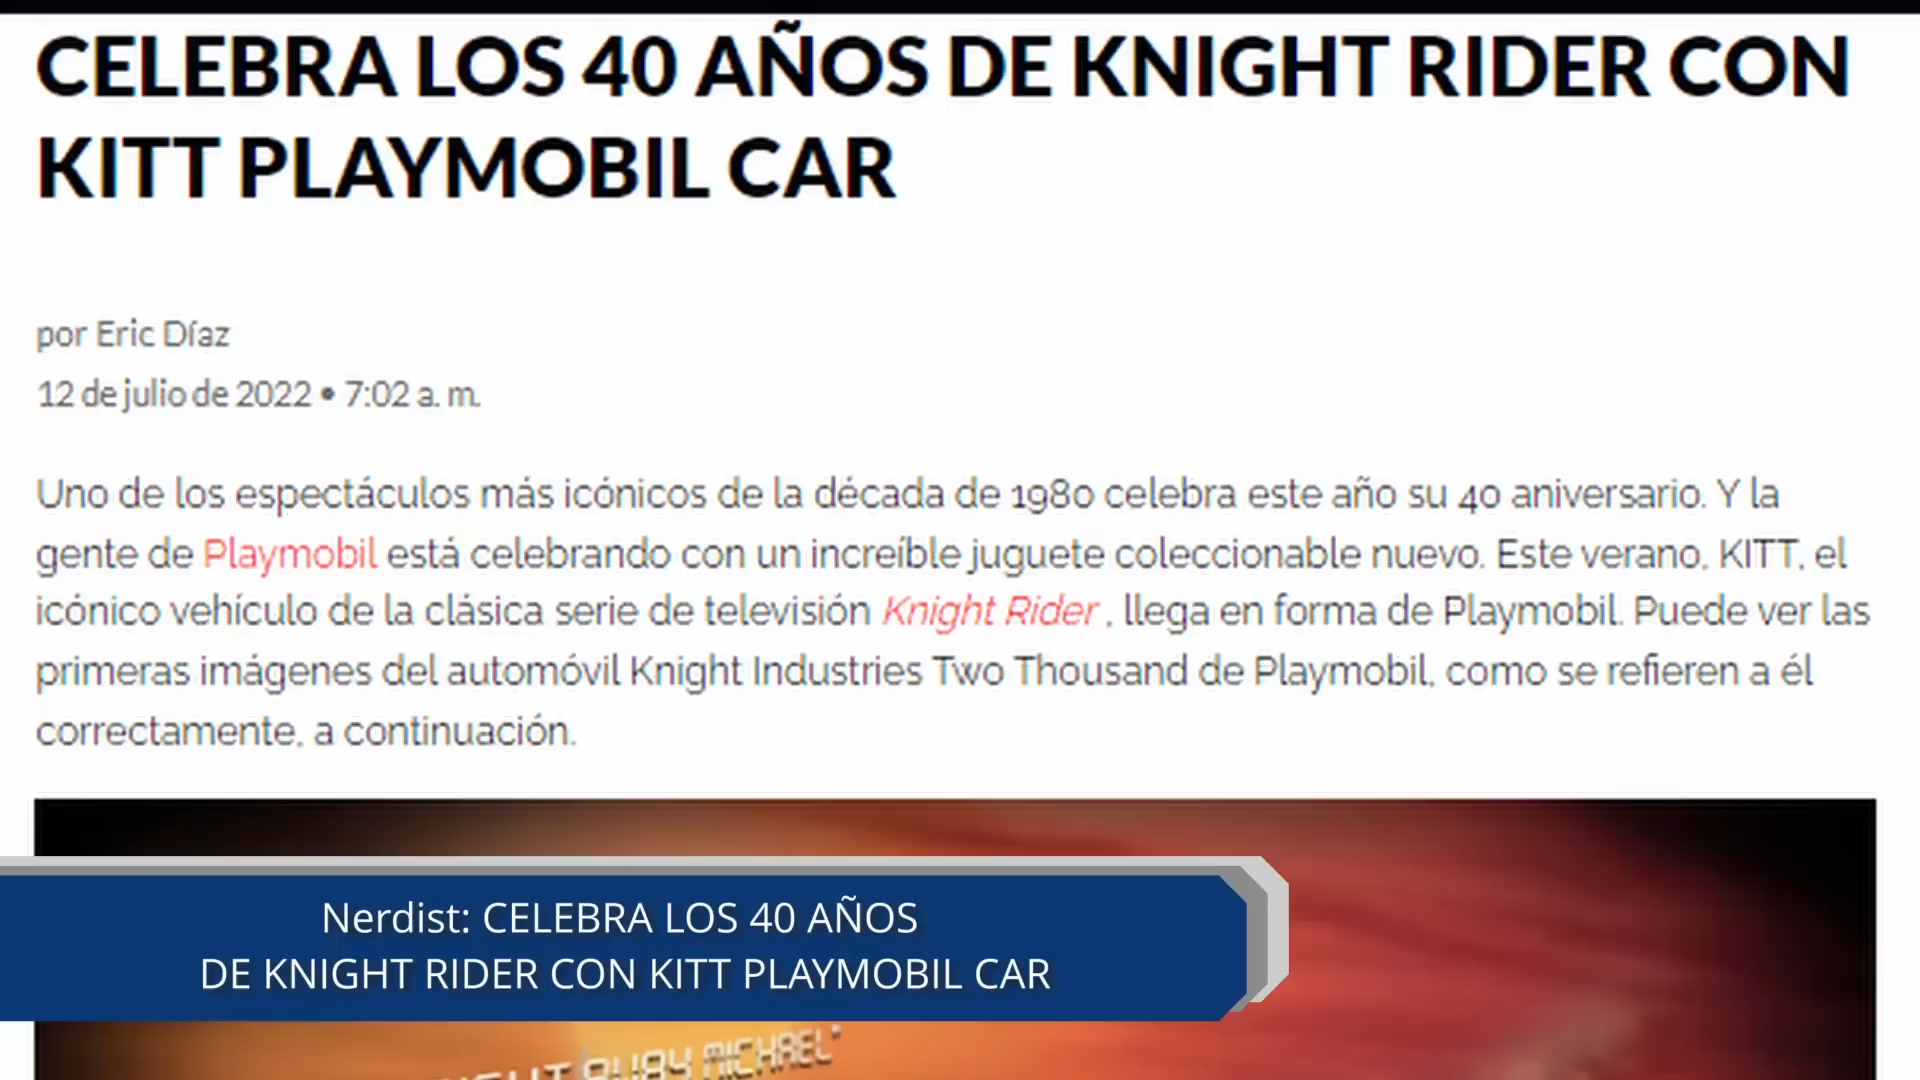 CELEBRA LOS 40 AÑOS DE KNIGHT RIDER CON
KITT PLAYMOBIL CAR
por Eric Díaz
12 de julio de 2022 • 7:02 a. m.
Uno de los espectáculos más icónicos de la década de 1980 celebra este año su 40 aniversario. Y la
gente de Playmobil está celebrando con un increíble juguete coleccionable nuevo. Este verano, KITT, el
icónico vehículo de la clásica serie de televisión Knight Rider , llega en forma de Playmobil. Puede ver las
primeras imágenes del automóvil Knight Industries Two Thousand de Playmobil, como se refieren a él
correctamente, a continuación.
Nerdist: CELEBRA LOS 40 AÑOS
DE KNIGHT RIDER CON KITT PLAYMOBIL CAR
MICHAEL"